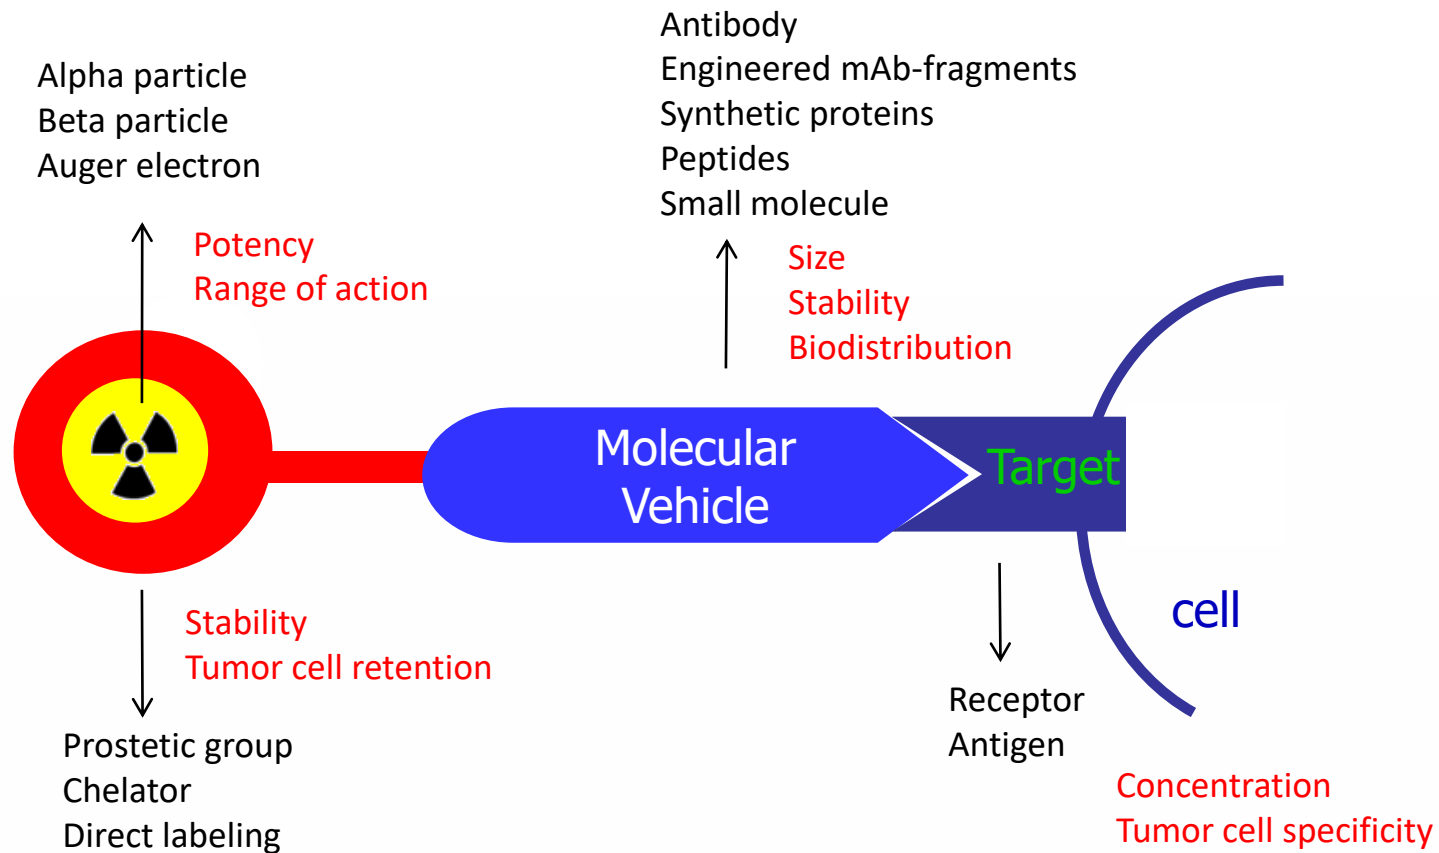 Alpha particle
Beta particle
Auger electron
Potency
Range of action
Antibody
Engineered mAb-fragments
Synthetic proteins
Peptides
Small molecule
Size
Stability
Biodistribution
Molecular
Vehicle
Target
cell
Stability
Tumor cell retention
Prostetic group
Chelator
Direct labeling
Receptor
Antigen
Concentration
Tumor cell specificity